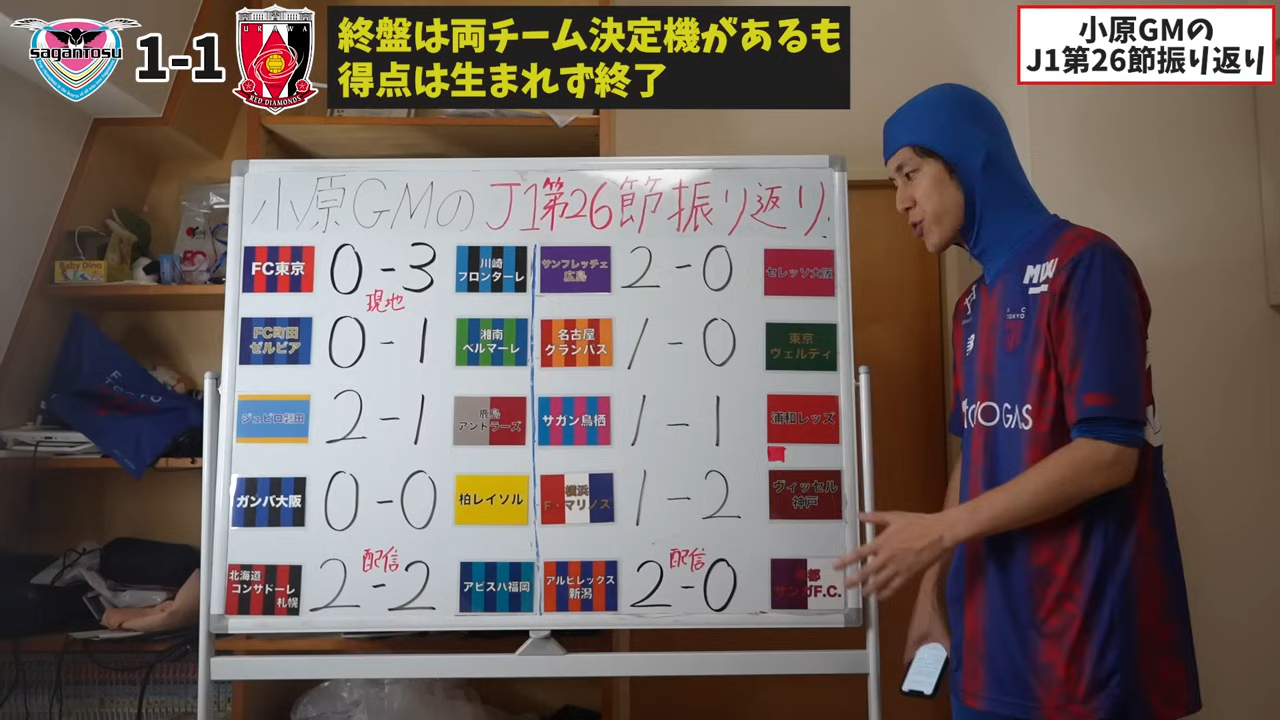 sagantosu
1-1
URAWA
RED DIAMONDS
終盤は両チーム決定機があるも
得点は生まれず終了
小原GMの
J1第26節振り返り
小原GMのJ1第26節振り返り!
FC東京 0-3 川崎
フロンターレ
現地
サンフレッチェ
広島 2-0 セレッソ大阪
FC町田
ゼルビア 0-1 湘南
ベルマーレ
名古屋
グランパス 1-0 東京
ヴェルディ
ジュビロ磐田 2-1 鹿島
アントラーズ
サガン鳥栖 1-1 浦和レッズ
ガンバ大阪 0-0 柏レイソル
横浜
F・マリノス 1-2 ヴィッセル
神戸
北海道
コンサドーレ
札幌 2-2 アビスパ福岡
配信
アルビレックス
新潟 2-0 サンガF.C.
配信
Baby Dino
TOKYO
TOKYO GAS